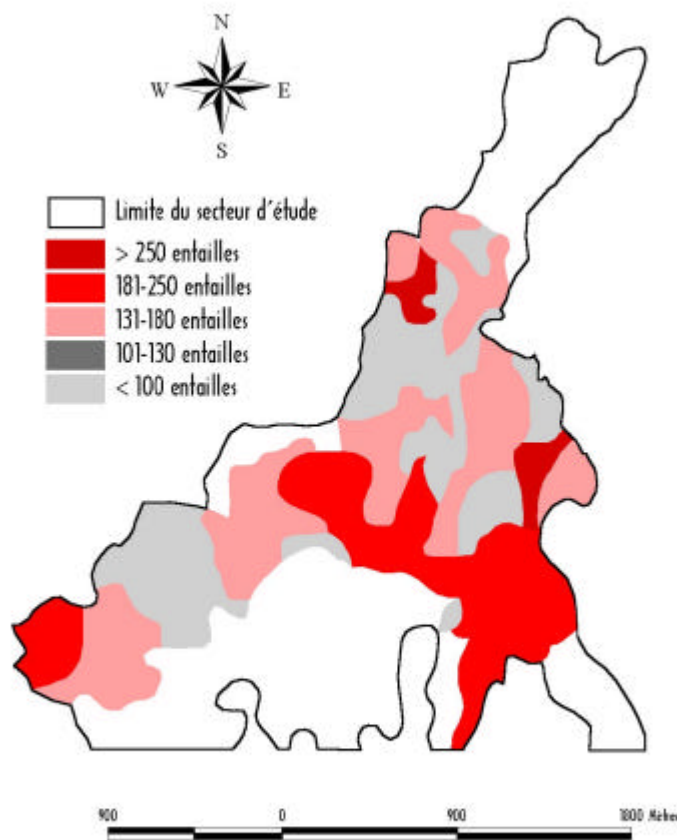 N
W E
S
Limite du secteur d'étude
> 250 entailles
181-250 entailles
131-180 entailles
101-130 entailles
< 100 entailles
900 0 900 1800 Mètres